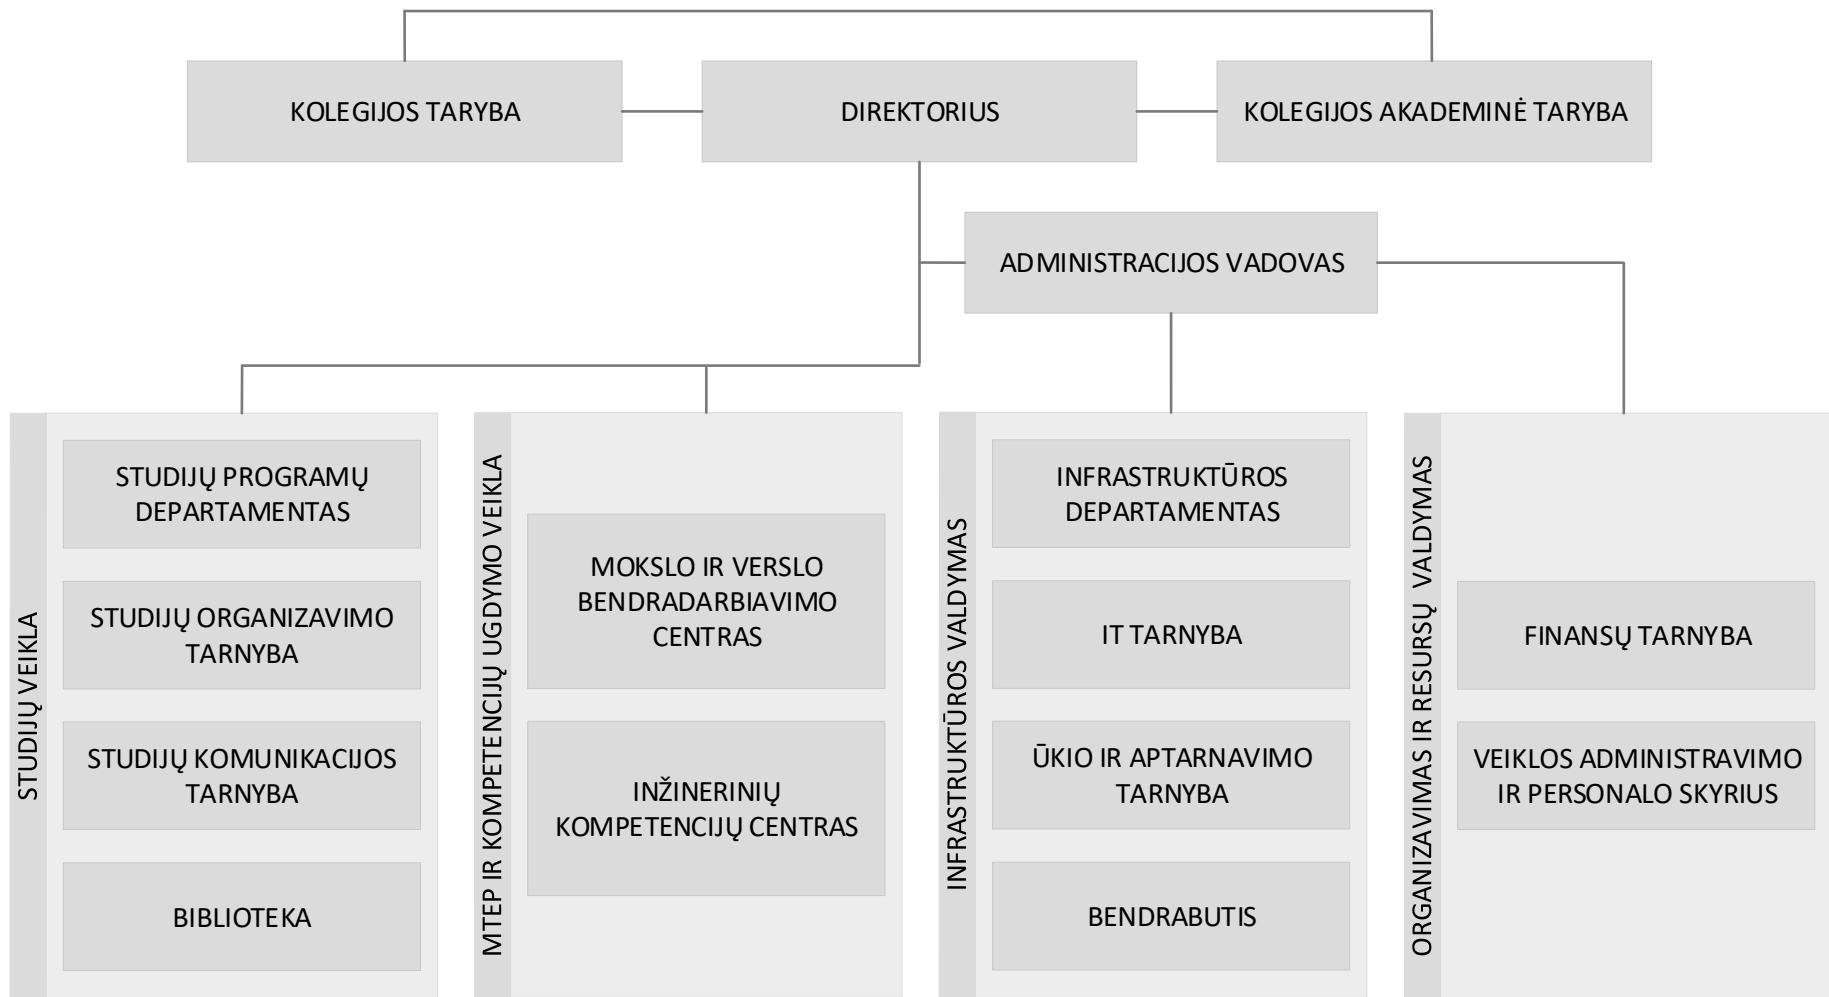 KOLEGIJOS TARYBA
DIREKTORIUS
KOLEGIJOS AKADEMINĖ TARYBA
ADMINISTRACIJOS VADOVAS
STUDIJŲ VEIKLA
STUDIJŲ PROGRAMŲ
DEPARTAMENTAS
STUDIJŲ ORGANIZAVIMO
TARNYBA
STUDIJŲ KOMUNIKACIJOS
TARNYBA
BIBLIOTEKA
MTEP IR KOMPETENCIJŲ UGDYMO VEIKLA
MOKSLO IR VERSLO
BENDRADARBIAVIMO
CENTRAS
INŽINERINIŲ
KOMPETENCIJŲ CENTRAS
INFRASTRUKTŪROS VALDYMAS
INFRASTRUKTŪROS
DEPARTAMENTAS
IT TARNYBA
ŪKIO IR APTARNAVIMO
TARNYBA
BENDRABUTIS
ORGANIZAVIMAS IR RESURSŲ VALDYMAS
FINANSŲ TARNYBA
VEIKLOS ADMINISTRAVIMO
IR PERSONALO SKYRIUS